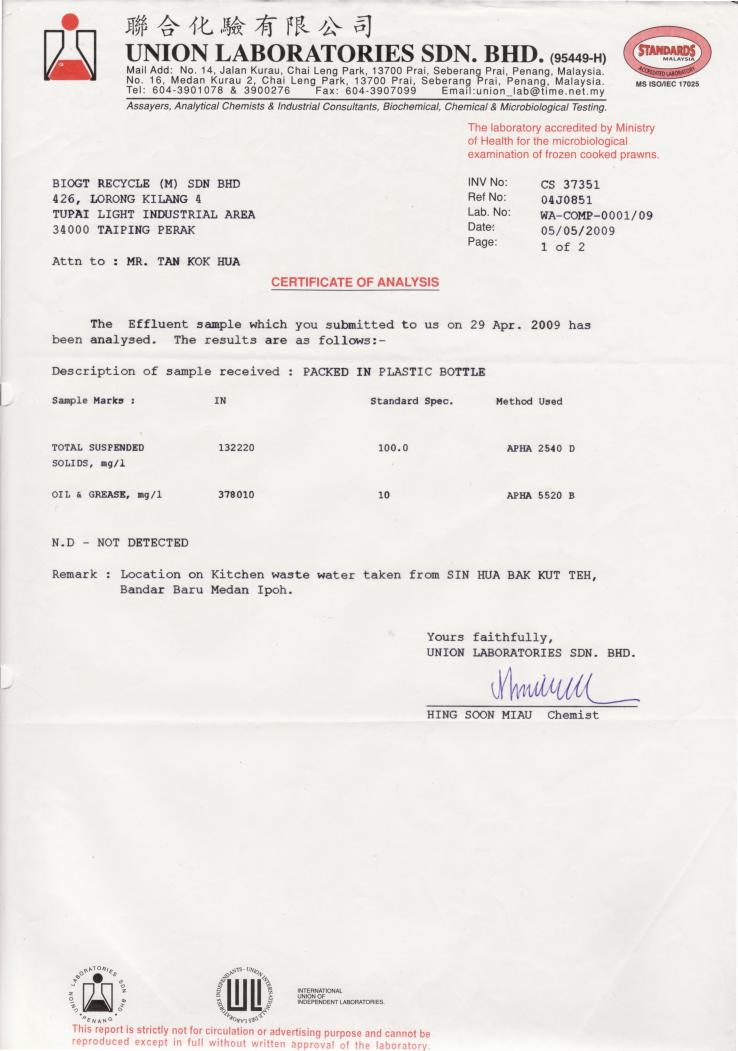 聯合化驗有限公司
UNION LABORATORIES SDN. BHD. (95449-H)
Mail Add: No. 14, Jalan Kurau, Chai Leng Park, 13700 Prai, Seberang Prai, Penang, Malaysia.
No. 16, Medan Kurau 2, Chai Leng Park, 13700 Prai, Seberang Prai, Penang, Malaysia.
Tel: 604-3901078 & 3900276 Fax: 604-3907099 Email:union_lab@time.net.my
Assayers, Analytical Chemists & Industrial Consultants, Biochemical, Chemical & Microbiological Testing.
STANDARDS
MALAYSIA
ACCREDITED LABORATORY
MS ISO/IEC 17025
The laboratory accredited by Ministry
of Health for the microbiological
examination of frozen cooked prawns.
BIOGT RECYCLE (M) SDN BHD
426, LORONG KILANG 4
TUPAI LIGHT INDUSTRIAL AREA
34000 TAIPING PERAK
Attn to : MR. TAN KOK HUA
INV No: CS 37351
Ref No: 04J0851
Lab. No: WA-COMP-0001/09
Date: 05/05/2009
Page: 1 of 2
CERTIFICATE OF ANALYSIS
The Effluent sample which you submitted to us on 29 Apr. 2009 has
been analysed. The results are as follows:-
Description of sample received : PACKED IN PLASTIC BOTTLE
Sample Marks : IN Standard Spec. Method Used
TOTAL SUSPENDED 132220 100.0 APHA 2540 D
SOLIDS, mg/l
OIL & GREASE, mg/l 378010 10 APHA 5520 B
N.D - NOT DETECTED
Remark : Location on Kitchen waste water taken from SIN HUA BAK KUT TEH,
Bandar Baru Medan Ipoh.
Yours faithfully,
UNION LABORATORIES SDN. BHD.
HING SOON MIAU Chemist
UNION LABORATORIES SDN BHD
PENANG
UNION INTERNATIONALE DES LABORATOIRES INDEPENDANTS
INTERNATIONAL
UNION OF
INDEPENDENT LABORATORIES.
This report is strictly not for circulation or advertising purpose and cannot be
reproduced except in full without written approval of the laboratory.